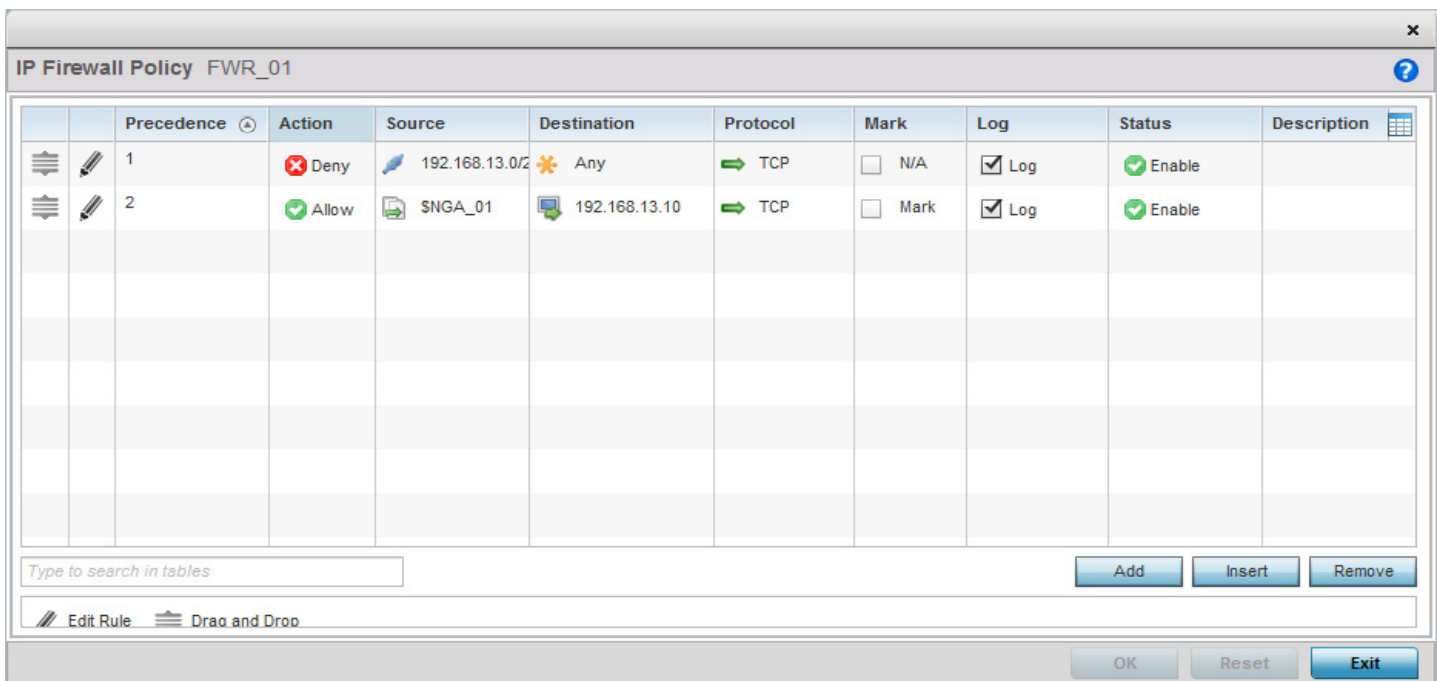 IP Firewall Policy FWR_01
Precedence Action Source Destination Protocol Mark Log Status Description
1 Deny 192.168.13.0/2 Any TCP N/A Log Enable
2 Allow $NGA_01 192.168.13.10 TCP Mark Log Enable
Type to search in tables
Add Insert Remove
Edit Rule Drag and Drop
OK Reset Exit